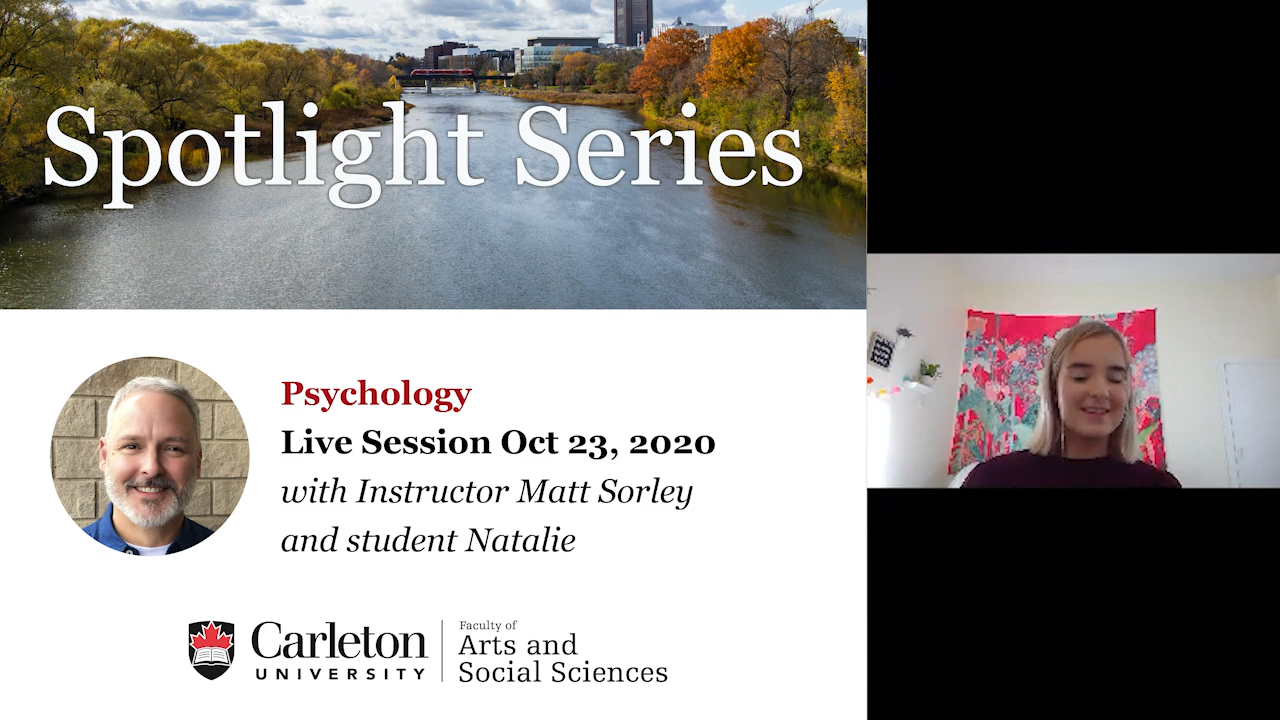 Spotlight Series
Psychology
Live Session Oct 23, 2020
with Instructor Matt Sorley
and student Natalie
Carleton
UNIVERSITY
Faculty of
Arts and
Social Sciences